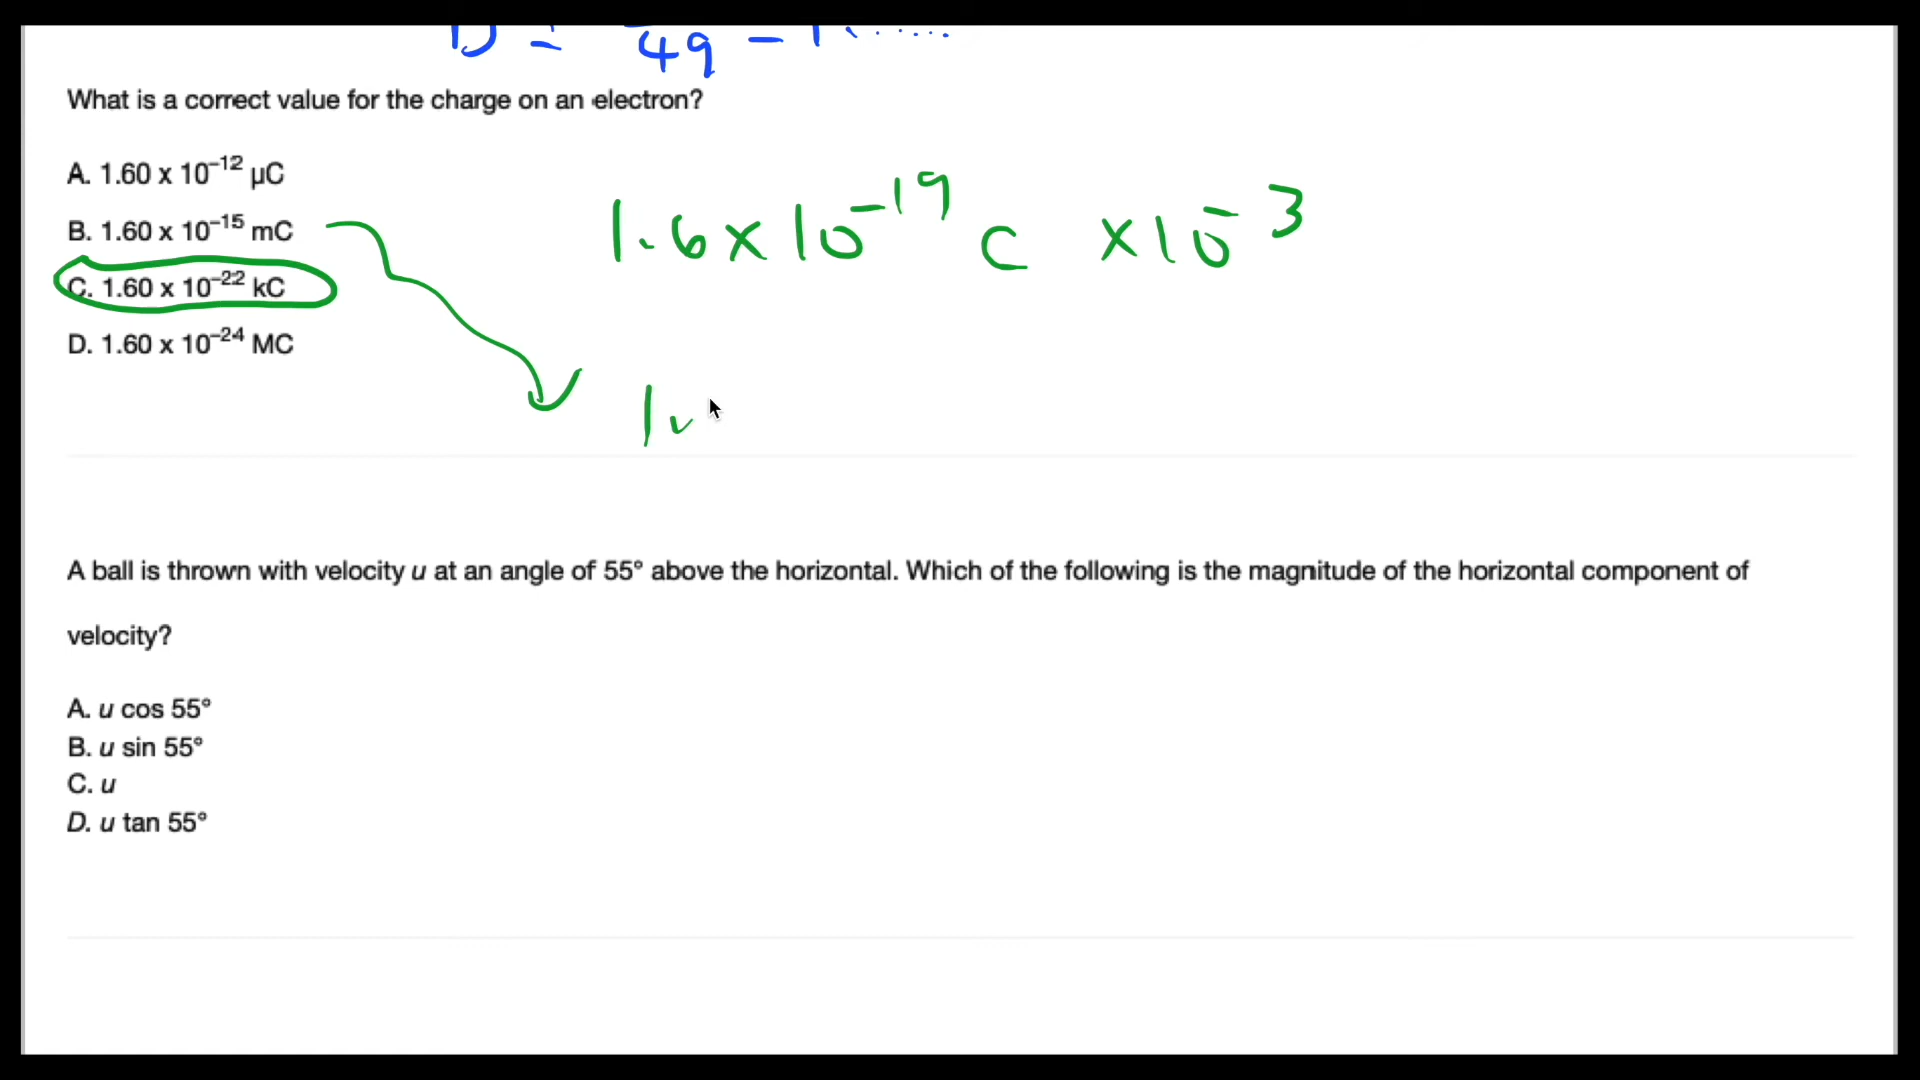 D = 49 - 1. ......
What is a correct value for the charge on an electron?
A. 1.60 x 10⁻¹² µC
B. 1.60 x 10⁻¹⁵ mC
C. 1.60 x 10⁻²² kC
D. 1.60 x 10⁻²⁴ MC
1.6 x 10⁻¹⁹ C x 10⁻³
1.
A ball is thrown with velocity u at an angle of 55° above the horizontal. Which of the following is the magnitude of the horizontal component of
velocity?
A. u cos 55°
B. u sin 55°
C. u
D. u tan 55°